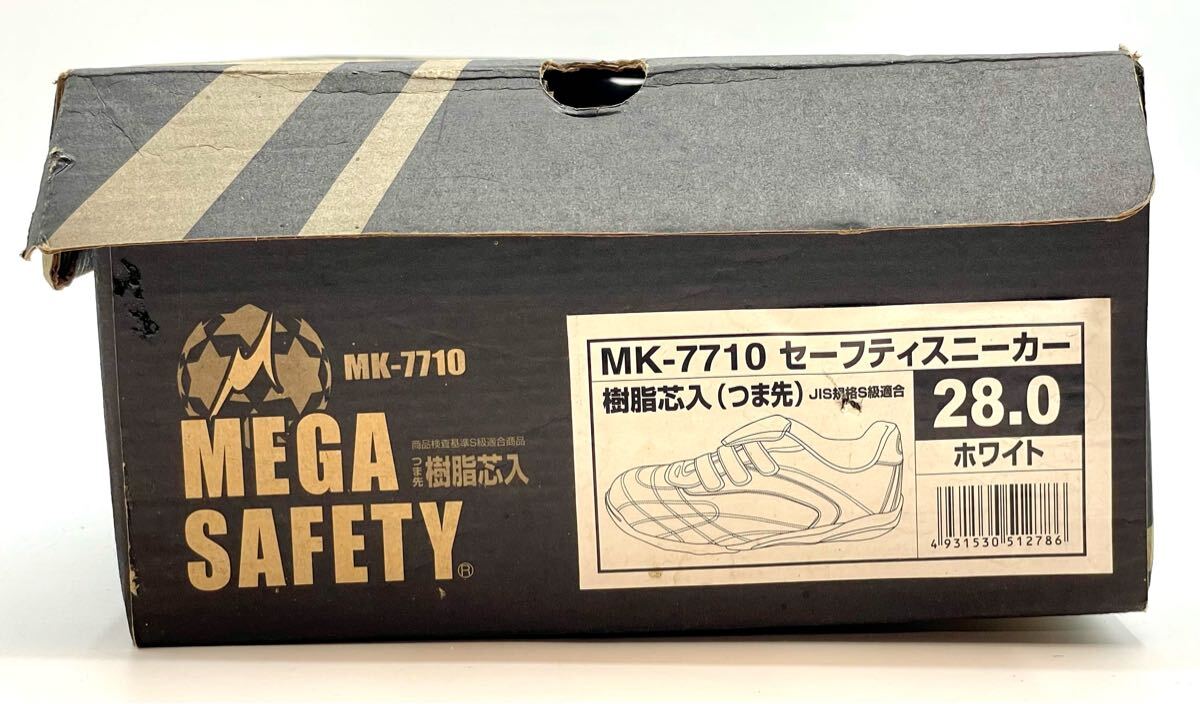 MK-7710
MEGA
SAFETY®
商品検査基準S級適合商品
つま先 樹脂芯入
MK-7710 セーフティスニーカー
樹脂芯入(つま先) JIS規格S級適合
28.0
ホワイト
4 931530 512786